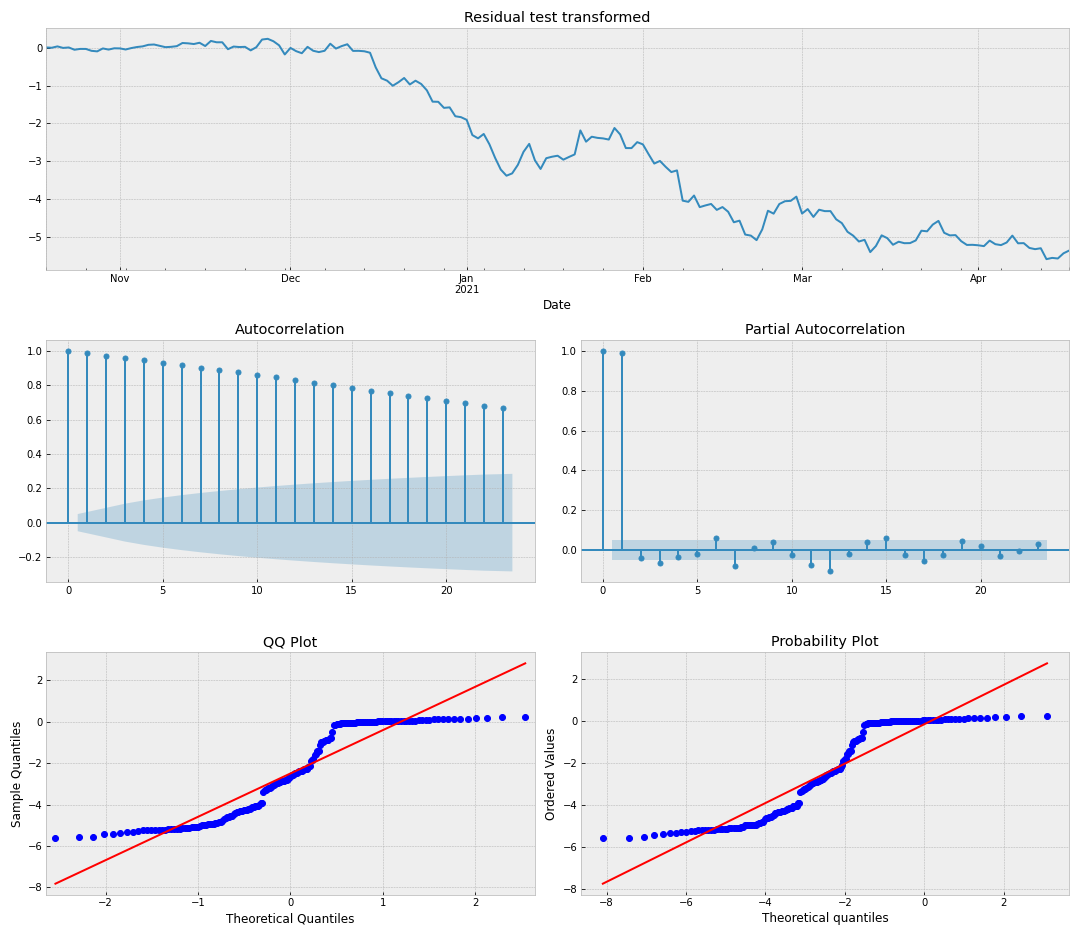 Residual test transformed
0
−1
−2
−3
−4
−5
Nov Dec Jan Feb Mar Apr
2021
Date
Autocorrelation Partial Autocorrelation
1.0 1.0
0.8 0.8
0.6 0.6
0.4 0.4
0.2 0.2
0.0 0.0
−0.2
0 5 10 15 20 0 5 10 15 20
QQ Plot Probability Plot
2 2
0 0
−2 −2
−4 −4
−6 −6
−8 −8
Sample Quantiles Ordered Values
−2 −1 0 1 2 −8 −6 −4 −2 0 2
Theoretical Quantiles Theoretical quantiles